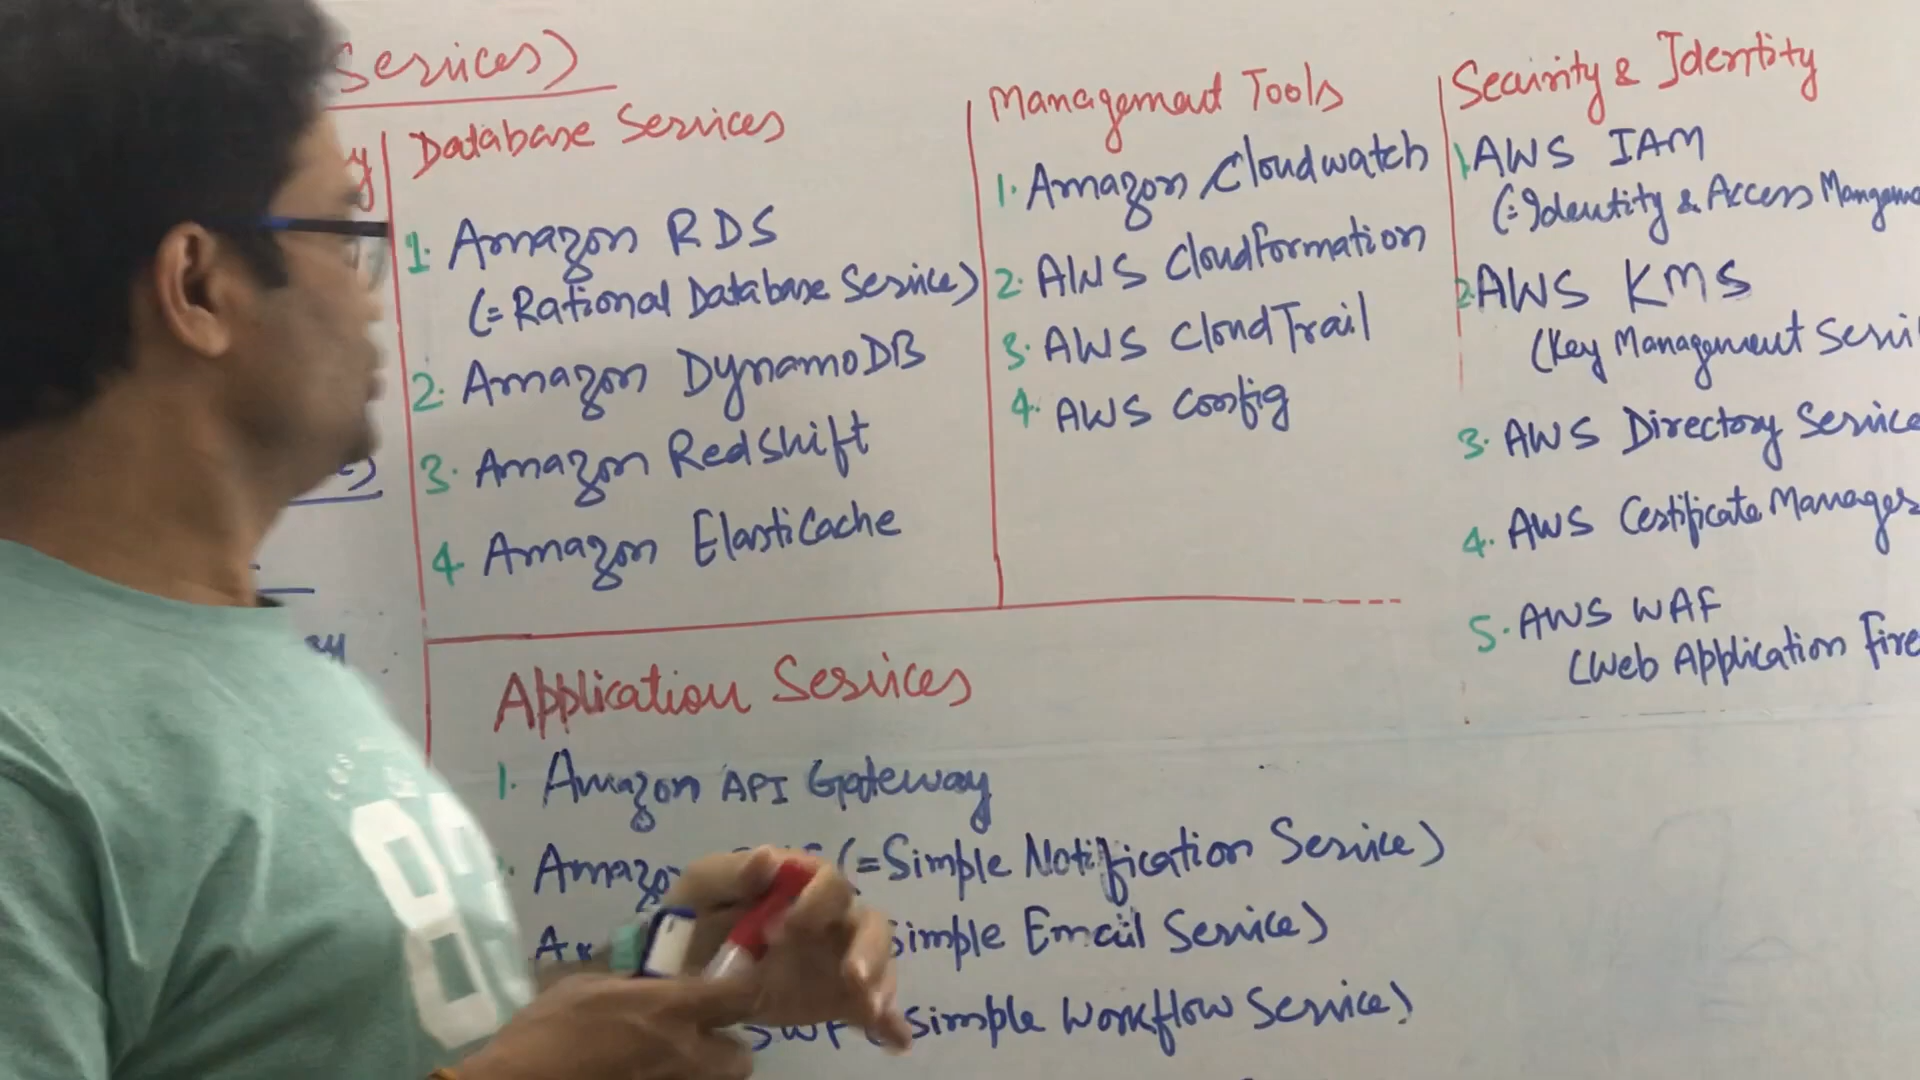 Services)
y
Database Services
1. Amazon RDS
(= Rational Database Service)
2. Amazon DynamoDB
3. Amazon Redshift
4. Amazon ElastiCache
Management Tools
1. Amazon Cloudwatch
2. AWS Cloudformation
3. AWS CloudTrail
4. AWS Config
Security & Identity
1. AWS IAM
(= Identity & Access Mangeme
2. AWS KMS
(Key Management Servi
3. AWS Directory Service
4. AWS Certificate Manager
5. AWS WAF
(Web Application Fire
Application Services
1. Amazon API Gateway
Amazo (= Simple Notification Service)
A Simple Email Service)
SWF ( Simple Workflow Service)